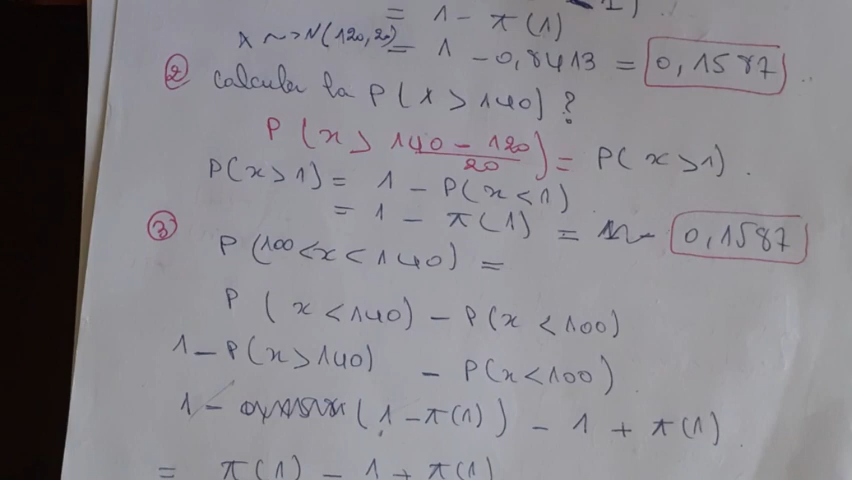 = 1 - π(1)
X ~> N(120,20) = 1 - 0,8413 = 0,1587
② calculer la P(X > 140) ?
P(x > 140 - 120 / 20) = P(x > 1).
P(x > 1) = 1 - P(x < 1)
= 1 - π(1) = 0,1587
③
P(100 < x < 140) =
P(x < 140) - P(x < 100)
1 - P(x > 140) - P(x < 100)
1 - (1 - π(1)) - 1 + π(1)
= π(1) - 1 + π(1)